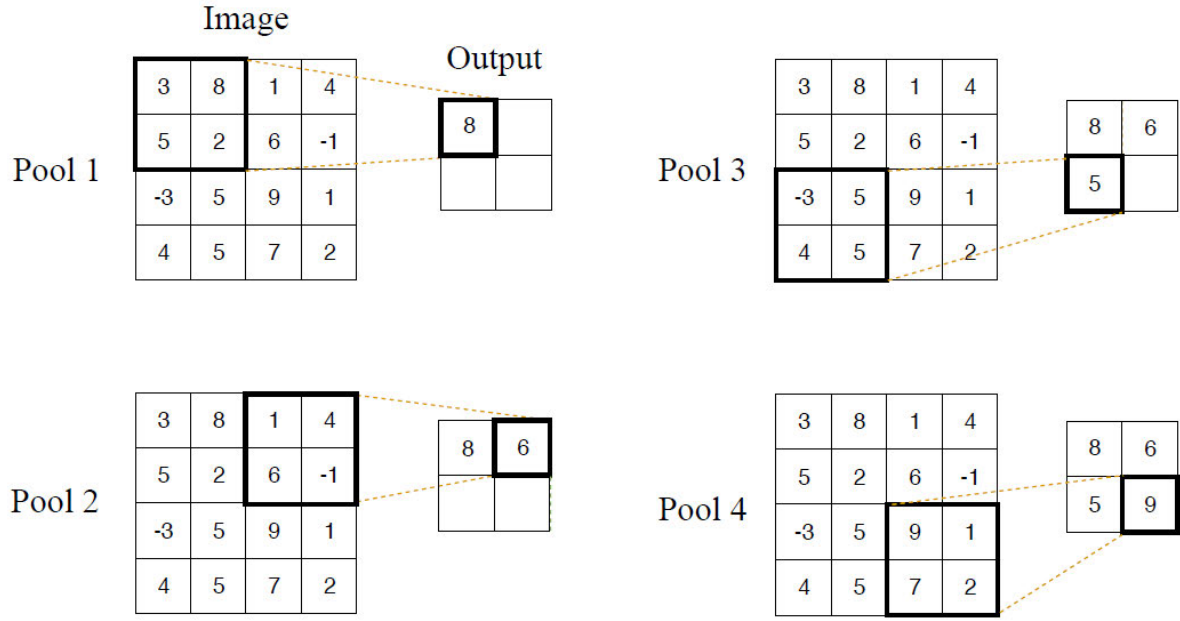 Image
Output
Pool 1
3 8 1 4
5 2 6 -1
-3 5 9 1
4 5 7 2
8
Pool 2
3 8 1 4
5 2 6 -1
-3 5 9 1
4 5 7 2
8 6
Pool 3
3 8 1 4
5 2 6 -1
-3 5 9 1
4 5 7 2
8 6
5
Pool 4
3 8 1 4
5 2 6 -1
-3 5 9 1
4 5 7 2
8 6
5 9